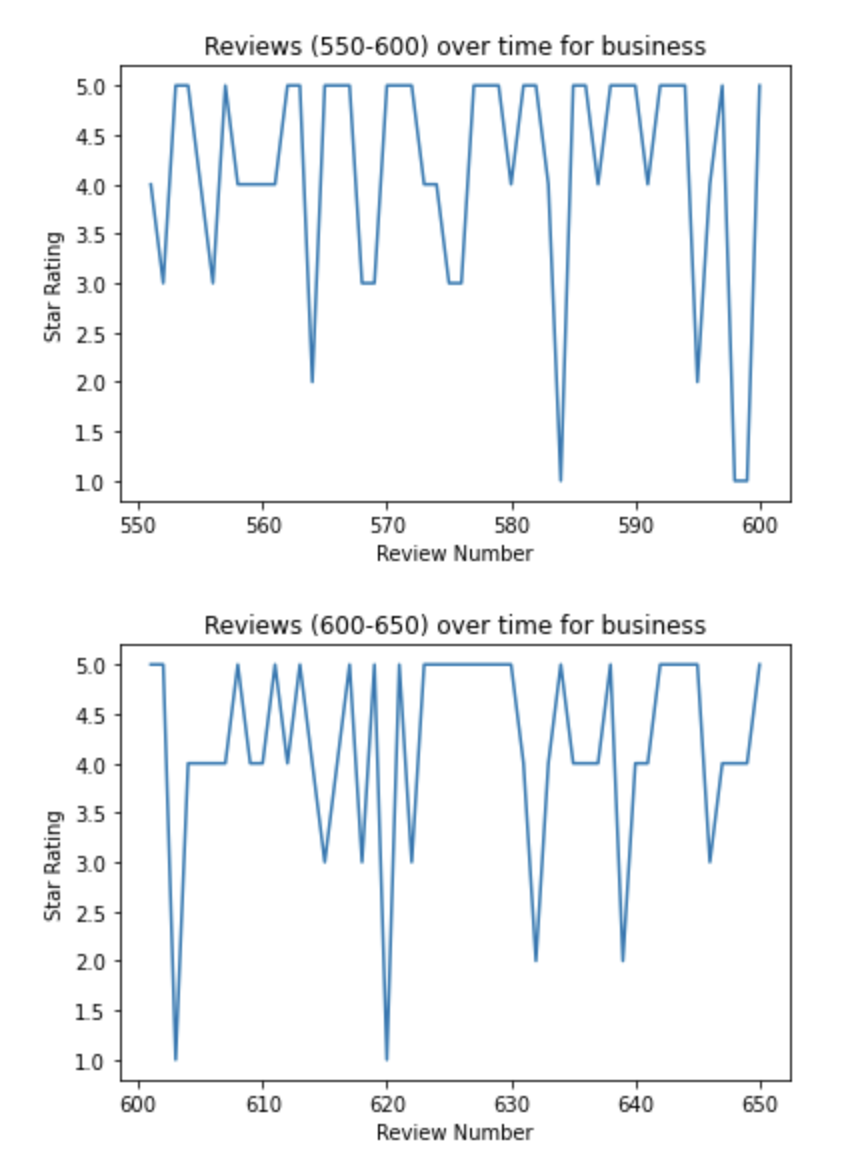 Reviews (550-600) over time for business
5.0
4.5
4.0
3.5
3.0
2.5
2.0
1.5
1.0
Star Rating
550 560 570 580 590 600
Review Number
Reviews (600-650) over time for business
5.0
4.5
4.0
3.5
3.0
2.5
2.0
1.5
1.0
Star Rating
600 610 620 630 640 650
Review Number